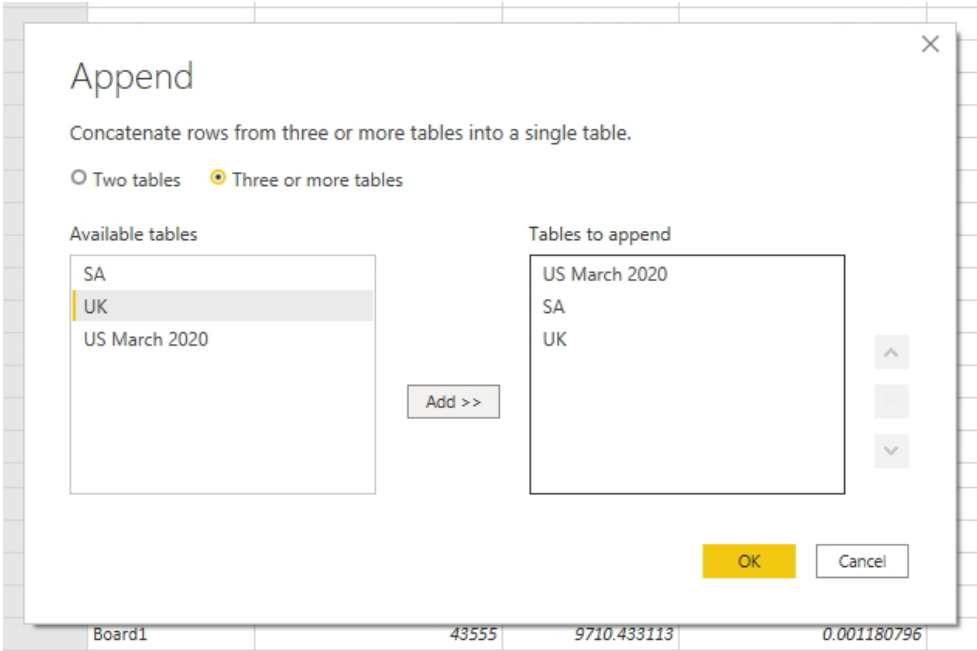 Append
Concatenate rows from three or more tables into a single table.
Two tables Three or more tables
Available tables Tables to append
SA US March 2020
UK SA
US March 2020 UK
Add >>
OK Cancel
Board1 43555 9710.433113 0.001180796